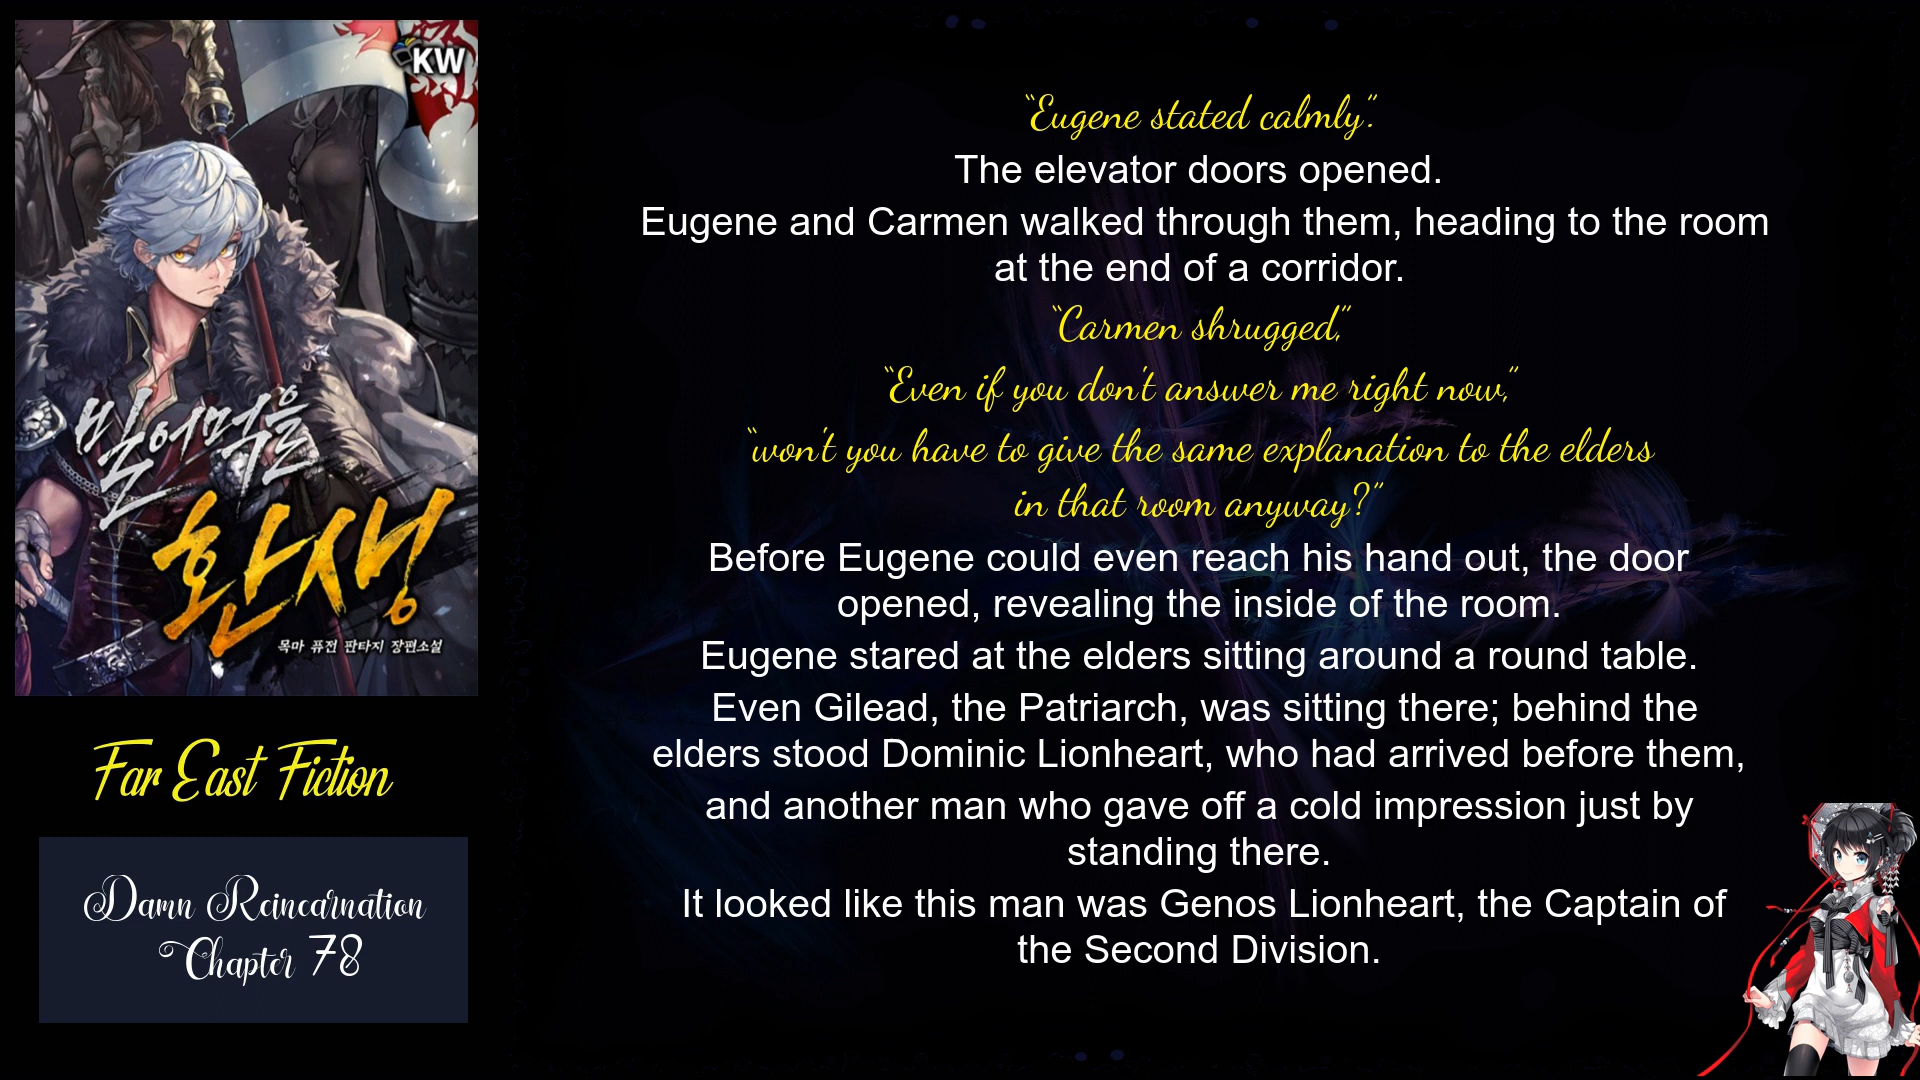 KW
빌어먹을
환생
목마 퓨전 판타지 장편소설
Far East Fiction
Damn Reincarnation
Chapter 78
“Eugene stated calmly”.
The elevator doors opened.
Eugene and Carmen walked through them, heading to the room
at the end of a corridor.
“Carmen shrugged,”
“Even if you don't answer me right now,”
“won't you have to give the same explanation to the elders
in that room anyway?”
Before Eugene could even reach his hand out, the door
opened, revealing the inside of the room.
Eugene stared at the elders sitting around a round table.
Even Gilead, the Patriarch, was sitting there; behind the
elders stood Dominic Lionheart, who had arrived before them,
and another man who gave off a cold impression just by
standing there.
It looked like this man was Genos Lionheart, the Captain of
the Second Division.